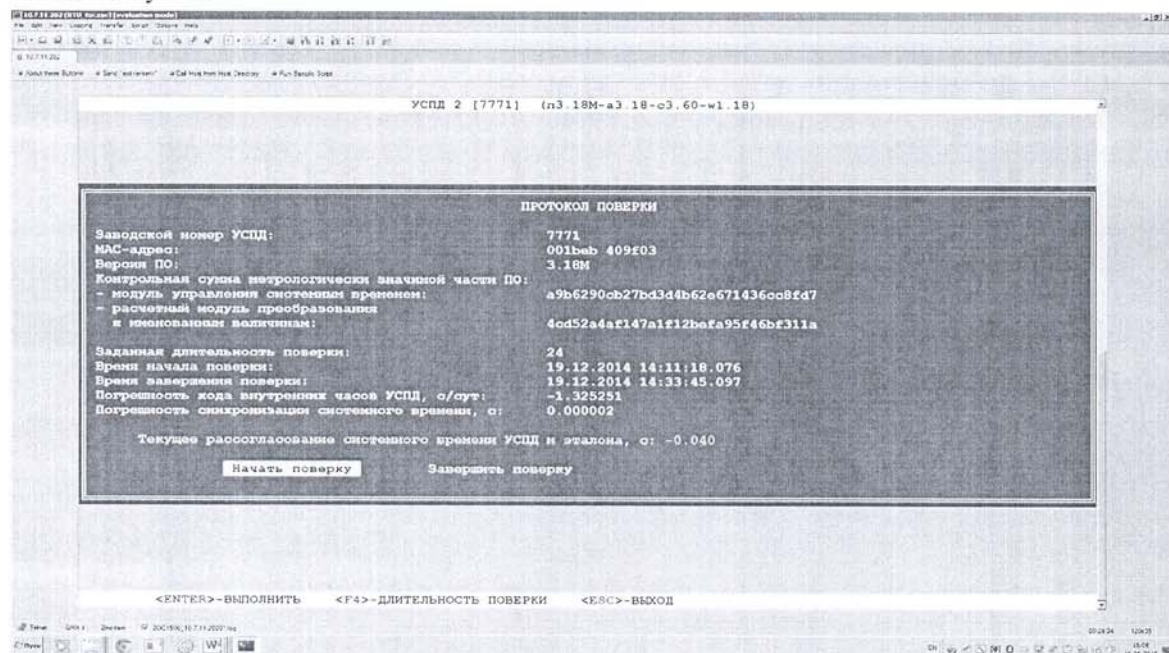 10.7.11.202
УСПД 2 [7771] (п3.18М-а3.18-с3.60-w1.18)
ПРОТОКОЛ ПОВЕРКИ
Заводской номер УСПД: 7771
MAC-адрес: 001beb 409f03
Версия ПО: 3.18М
Контрольная сумма метрологически значимой части ПО:
- модуль управления системным временем: a9b6290cb27bd3d4b62e671436cc8fd7
- расчетный модуль преобразования
к именованным величинам: 4cd52a4af147a1f12befa95f46bf311a
Заданная длительность поверки: 24
Время начала поверки: 19.12.2014 14:11:18.076
Время завершения поверки: 19.12.2014 14:33:45.097
Погрешность хода внутренних часов УСПД, с/сут: -1.325251
Погрешность синхронизации системного времени, с: 0.000002
Текущее рассогласование системного времени УСПД и эталона, с: -0.040
Начать поверку Завершить поверку
<ENTER>-ВЫПОЛНИТЬ <F4>-ДЛИТЕЛЬНОСТЬ ПОВЕРКИ <ESC>-ВЫХОД